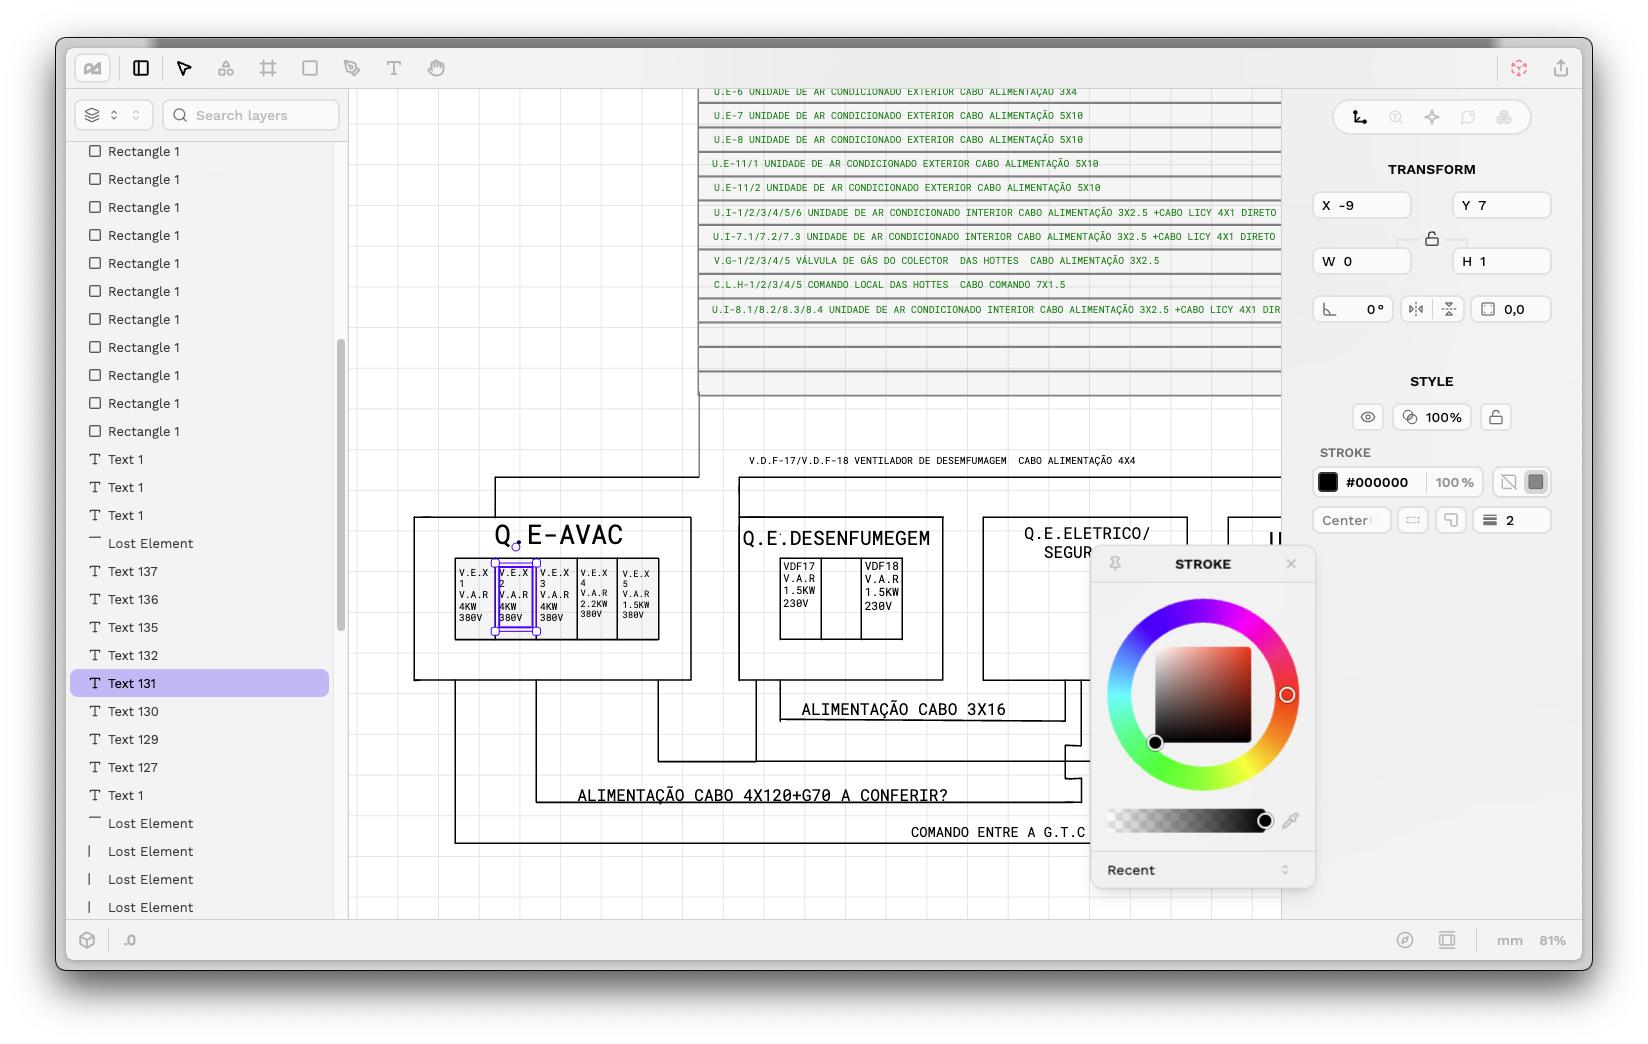 Search layers
Rectangle 1
Rectangle 1
Rectangle 1
Rectangle 1
Rectangle 1
Rectangle 1
Rectangle 1
Rectangle 1
Rectangle 1
Rectangle 1
Rectangle 1
Text 1
Text 1
Text 1
Lost Element
Text 137
Text 136
Text 135
Text 132
Text 131
Text 130
Text 129
Text 127
Text 1
Lost Element
Lost Element
Lost Element
Lost Element
U.E-6 UNIDADE DE AR CONDICIONADO EXTERIOR CABO ALIMENTAÇÃO 3X4
U.E-7 UNIDADE DE AR CONDICIONADO EXTERIOR CABO ALIMENTAÇÃO 5X10
U.E-8 UNIDADE DE AR CONDICIONADO EXTERIOR CABO ALIMENTAÇÃO 5X10
U.E-11/1 UNIDADE DE AR CONDICIONADO EXTERIOR CABO ALIMENTAÇÃO 5X10
U.E-11/2 UNIDADE DE AR CONDICIONADO EXTERIOR CABO ALIMENTAÇÃO 5X10
U.I-1/2/3/4/5/6 UNIDADE DE AR CONDICIONADO INTERIOR CABO ALIMENTAÇÃO 3X2.5 +CABO LICY 4X1 DIRETO
U.I-7.1/7.2/7.3 UNIDADE DE AR CONDICIONADO INTERIOR CABO ALIMENTAÇÃO 3X2.5 +CABO LICY 4X1 DIRETO
V.G-1/2/3/4/5 VÁLVULA DE GÁS DO COLECTOR DAS HOTTES CABO ALIMENTAÇÃO 3X2.5
C.L.H-1/2/3/4/5 COMANDO LOCAL DAS HOTTES CABO COMANDO 7X1.5
U.I-8.1/8.2/8.3/8.4 UNIDADE DE AR CONDICIONADO INTERIOR CABO ALIMENTAÇÃO 3X2.5 +CABO LICY 4X1 DIR
V.D.F-17/V.D.F-18 VENTILADOR DE DESEMFUMAGEM CABO ALIMENTAÇÃO 4X4
Q.E-AVAC
V.E.X
1
V.A.R
4KW
380V
V.E.X
2
V.A.R
4KW
380V
V.E.X
3
V.A.R
4KW
380V
V.E.X
4
V.A.R
2.2KW
380V
V.E.X
5
V.A.R
1.5KW
380V
Q.E.DESENFUMEGEM
VDF17
V.A.R
1.5KW
230V
VDF18
V.A.R
1.5KW
230V
Q.E.ELETRICO/
SEGUR
ALIMENTAÇÃO CABO 3X16
ALIMENTAÇÃO CABO 4X120+G70 A CONFERIR?
COMANDO ENTRE A G.T.C
TRANSFORM
X -9
Y 7
W 0
H 1
0°
0,0
STYLE
100%
STROKE
#000000 100 %
Center
2
STROKE
Recent
.0
mm 81%